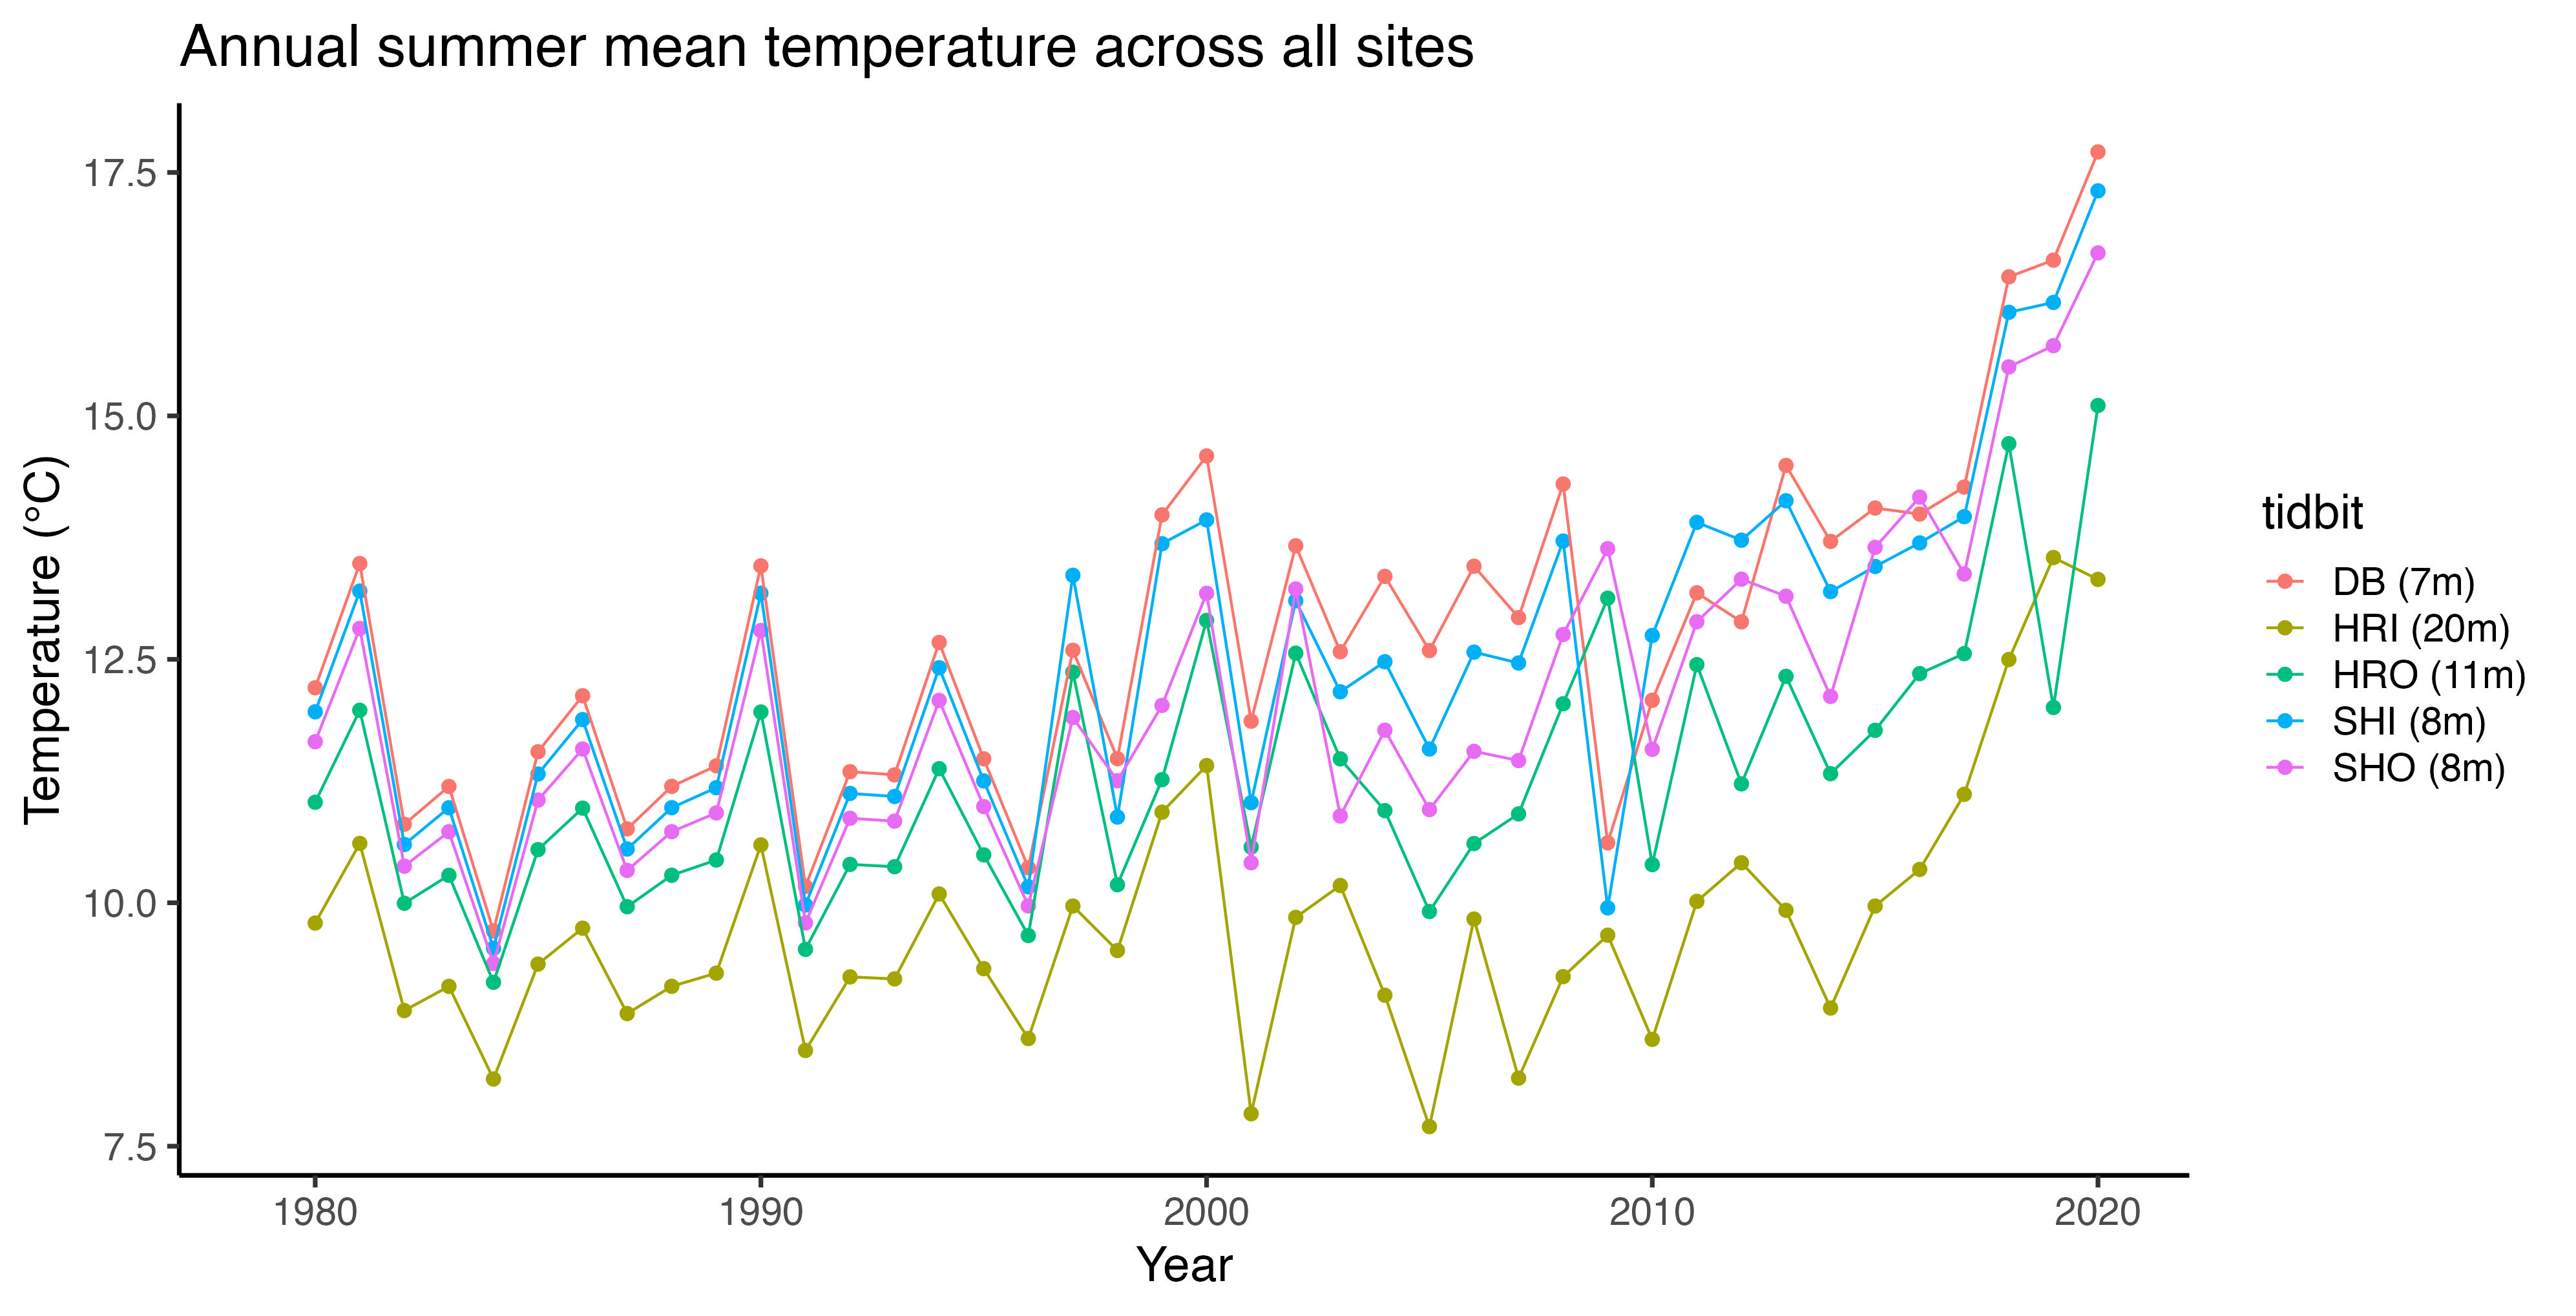 Annual summer mean temperature across all sites
17.5
15.0
12.5
10.0
7.5
Temperature (°C)
1980
1990
2000
2010
2020
Year
tidbit
DB (7m)
HRI (20m)
HRO (11m)
SHI (8m)
SHO (8m)